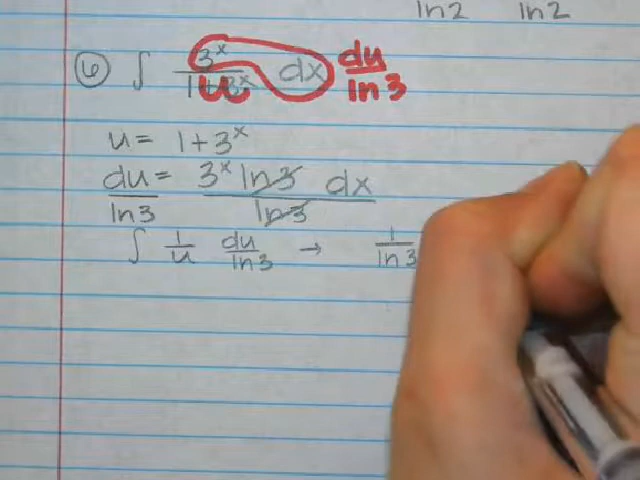 ln2 ln2
⑥ ∫ 3^x / 1+3^x dx du/ln3
u
u = 1 + 3^x
du/ln3 = 3^x ln3 / ln3 dx
∫ 1/u du/ln3 → 1/ln3